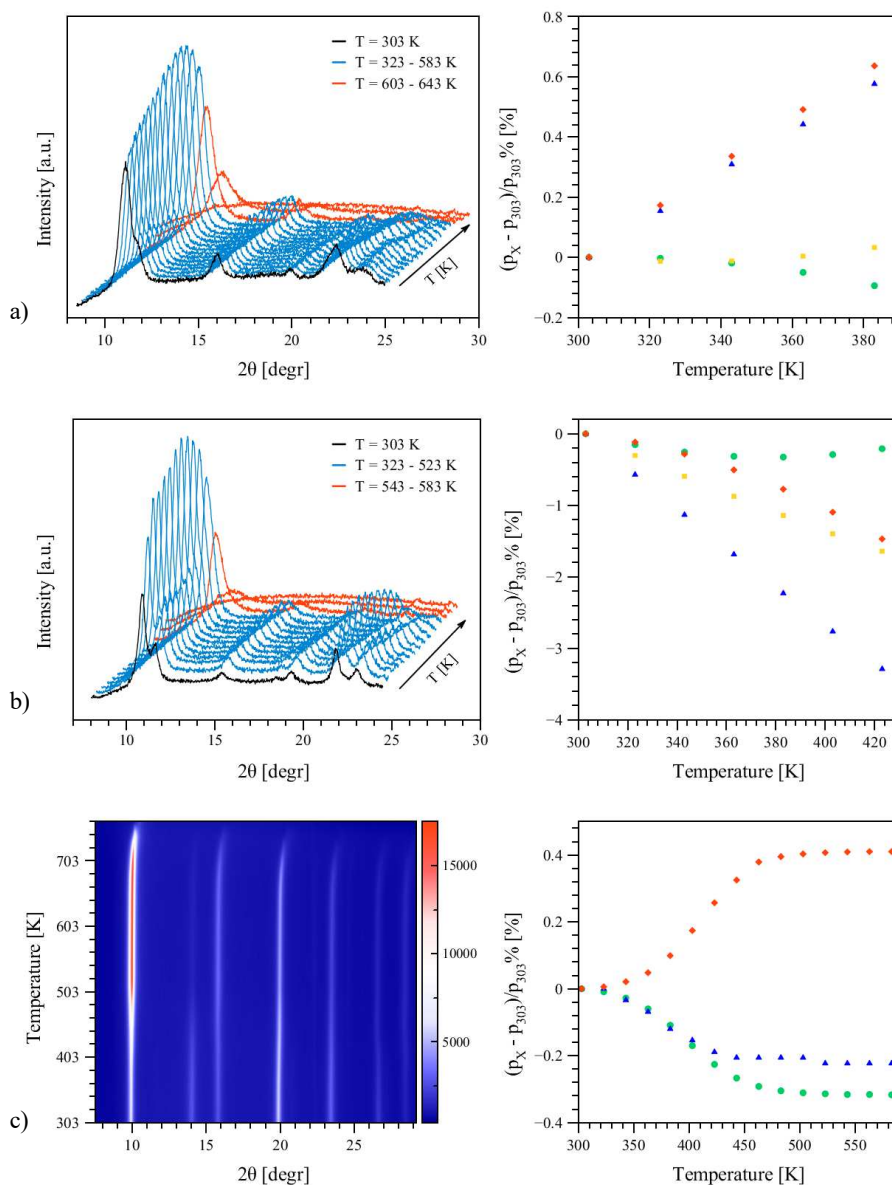 T = 303 K
T = 323 - 583 K
T = 603 - 643 K
Intensity [a.u.]
T [K]
10 15 20 25 30
2θ [degr]
a)
0.8
0.6
0.4
0.2
0
−0.2
(pX - p303)/p303% [%]
300 320 340 360 380
Temperature [K]
T = 303 K
T = 323 - 523 K
T = 543 - 583 K
Intensity [a.u.]
T [K]
10 15 20 25 30
2θ [degr]
b)
0
−1
−2
−3
−4
(pX - p303)/p303% [%]
300 320 340 360 380 400 420
Temperature [K]
703
603
503
403
303
Temperature [K]
10 15 20 25
2θ [degr]
15000
10000
5000
c)
0.4
0.2
0
−0.2
−0.4
(pX - p303)/p303% [%]
300 350 400 450 500 550
Temperature [K]